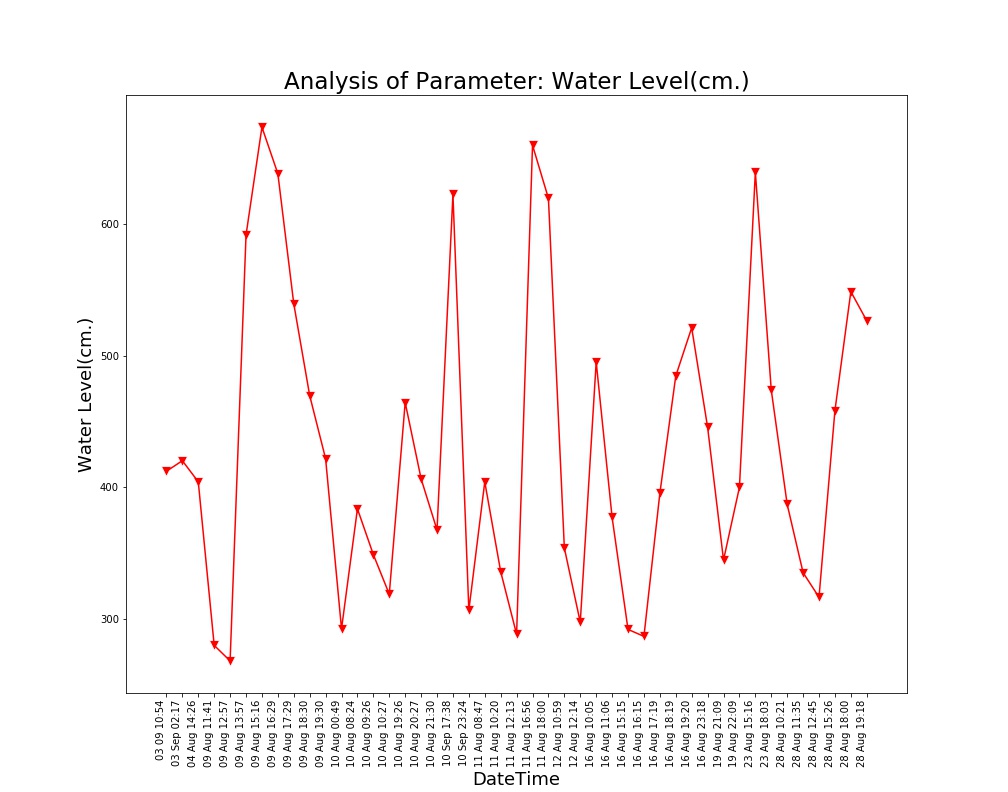 Analysis of Parameter: Water Level(cm.)
Water Level(cm.)
600
500
400
300
03 09 10:54
03 Sep 02:17
04 Aug 14:26
09 Aug 11:41
09 Aug 12:57
09 Aug 13:57
09 Aug 15:16
09 Aug 16:29
09 Aug 17:29
09 Aug 18:30
09 Aug 19:30
10 Aug 00:49
10 Aug 08:24
10 Aug 09:26
10 Aug 10:27
10 Aug 19:26
10 Aug 20:27
10 Aug 21:30
10 Sep 17:38
10 Sep 23:24
11 Aug 08:47
11 Aug 10:20
11 Aug 12:13
11 Aug 16:56
11 Aug 18:00
12 Aug 10:59
12 Aug 12:14
16 Aug 10:05
16 Aug 11:06
16 Aug 15:15
16 Aug 16:15
16 Aug 17:19
16 Aug 18:19
16 Aug 19:20
16 Aug 23:18
19 Aug 21:09
19 Aug 22:09
23 Aug 15:16
23 Aug 18:03
28 Aug 10:21
28 Aug 11:35
28 Aug 12:45
28 Aug 15:26
28 Aug 18:00
28 Aug 19:18
DateTime